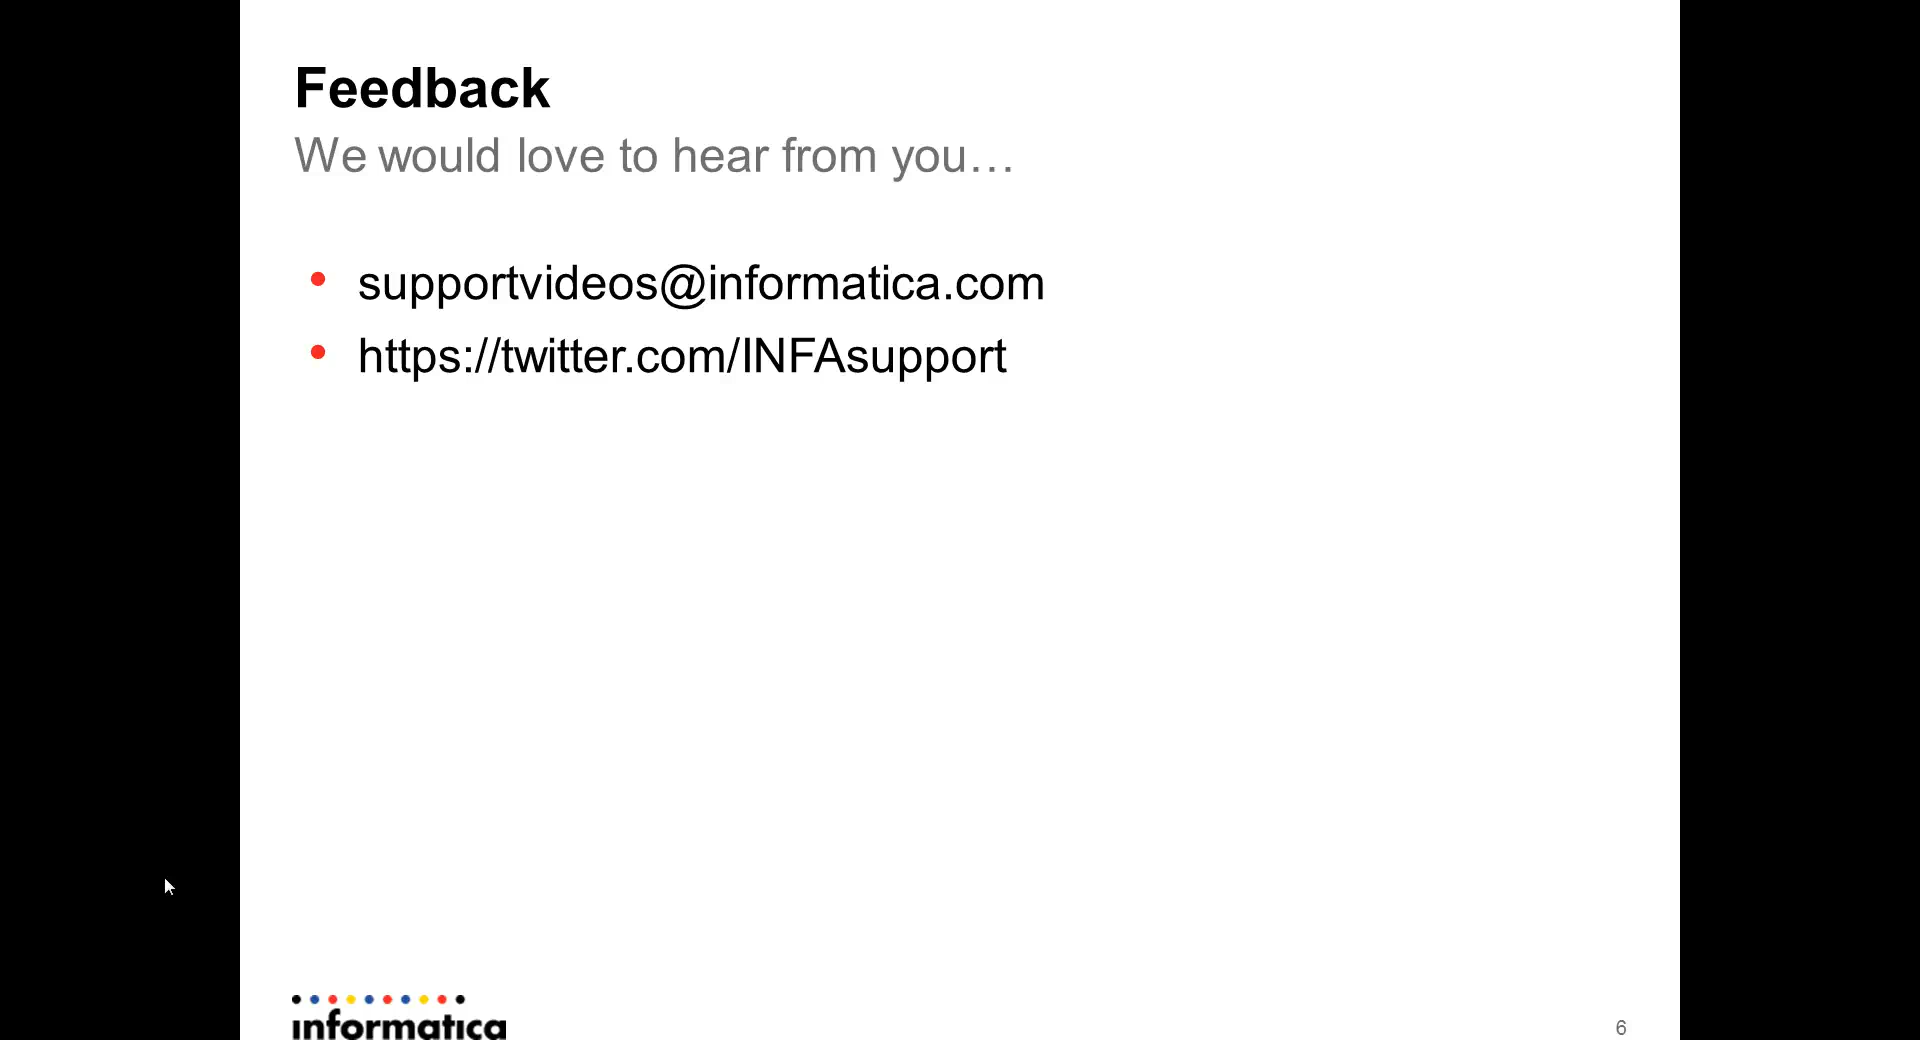 Feedback
We would love to hear from you…
• supportvideos@informatica.com
• https://twitter.com/INFAsupport
informatica
6